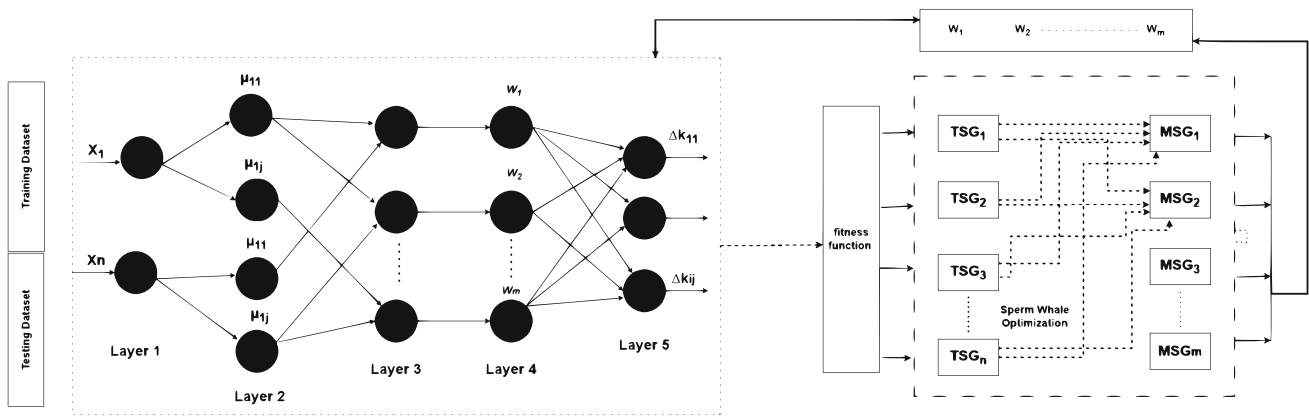 W₁ W₂ Wₘ
Training Dataset
Testing Dataset
X₁
Xn
Layer 1
μ₁₁
μ₁ⱼ
μ₁₁
μ₁ⱼ
Layer 2
Layer 3
W₁
W₂
Wₘ
Layer 4
Δk₁₁
Δkᵢⱼ
Layer 5
fitness
function
TSG₁
TSG₂
TSG₃
TSGₙ
Sperm Whale
Optimization
MSG₁
MSG₂
MSG₃
MSGₘ